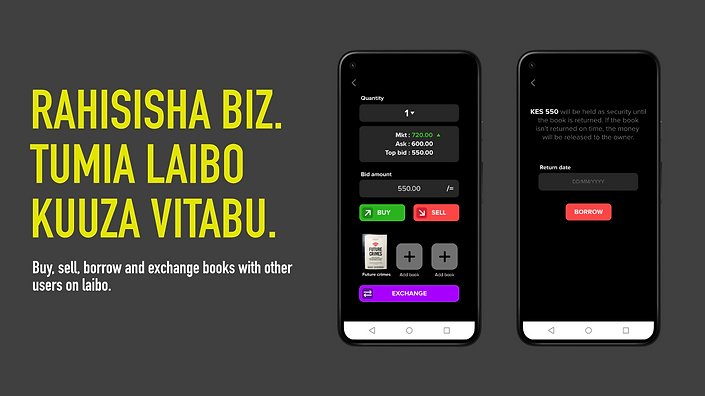 RAHISISHA BIZ.
TUMIA LAIBO
KUUZA VITABU.
Buy, sell, borrow and exchange books with other
users on laibo.
Quantity
1
Mkt : 720.00
Ask : 600.00
Top bid : 550.00
Bid amount
550.00 /=
BUY SELL
FUTURE
CRIMES
Future crimes Add book Add book
EXCHANGE
KES 550 will be held as security until
the book is returned. If the book
isn't returned on time, the money
will be released to the owner.
Return date
DD/MM/YYYY
BORROW